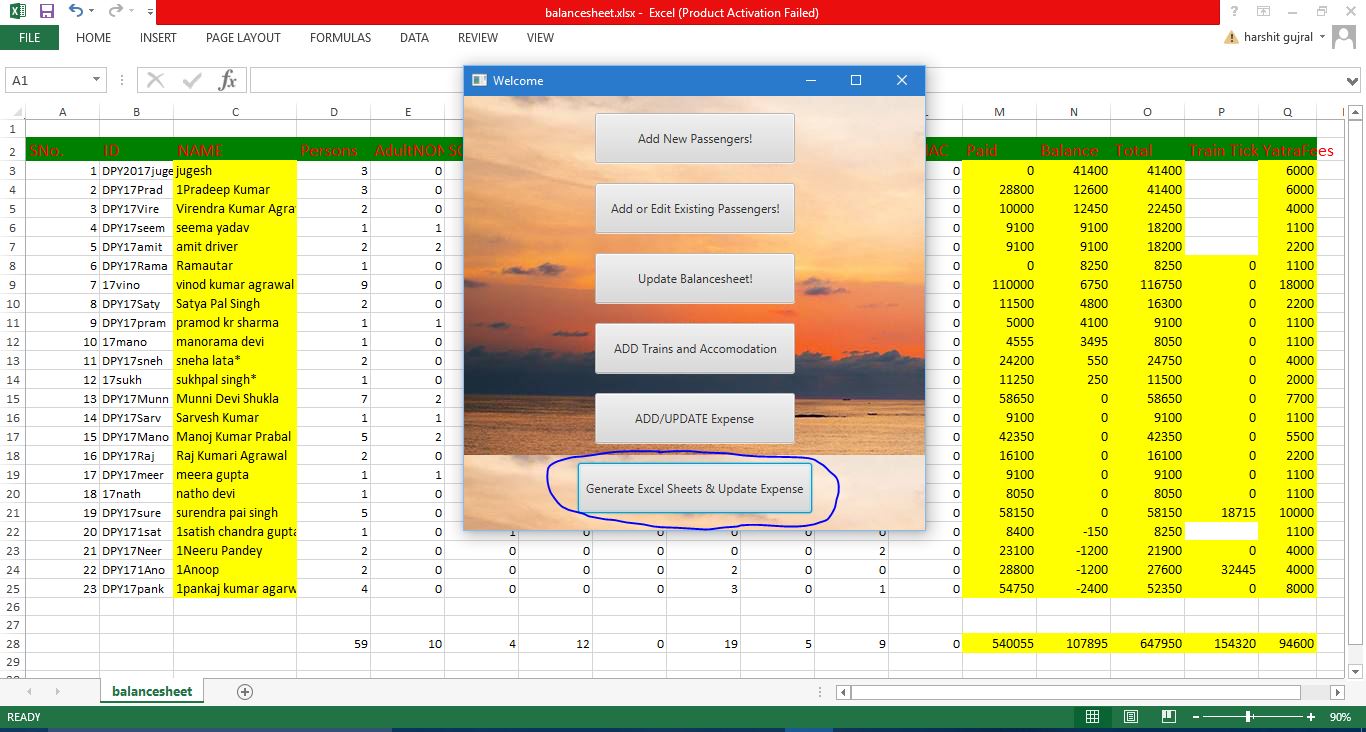 balancesheet.xlsx - Excel (Product Activation Failed)
FILE HOME INSERT PAGE LAYOUT FORMULAS DATA REVIEW VIEW harshit gujral
A1 fx
Welcome
Add New Passengers!
Add or Edit Existing Passengers!
Update Balancesheet!
ADD Trains and Accomodation
ADD/UPDATE Expense
Generate Excel Sheets & Update Expense
A B C D E M N O P Q
1
2 SNo. ID NAME Persons AdultNON Paid Balance Total Train Tick YatraFees
3 1 DPY2017juge jugesh 3 0 0 0 41400 41400 6000
4 2 DPY17Prad 1Pradeep Kumar 3 0 0 28800 12600 41400 6000
5 3 DPY17Vire Virendra Kumar Agra 2 0 0 10000 12450 22450 4000
6 4 DPY17seem seema yadav 1 1 0 9100 9100 18200 1100
7 5 DPY17amit amit driver 2 2 0 9100 9100 18200 2200
8 6 DPY17Rama Ramautar 1 0 0 0 8250 8250 0 1100
9 7 17vino vinod kumar agrawal 9 0 0 110000 6750 116750 0 18000
10 8 DPY17Saty Satya Pal Singh 2 0 0 11500 4800 16300 0 2200
11 9 DPY17pram pramod kr sharma 1 1 0 5000 4100 9100 0 1100
12 10 17mano manorama devi 1 0 0 4555 3495 8050 0 1100
13 11 DPY17sneh sneha lata* 2 0 0 24200 550 24750 0 4000
14 12 17sukh sukhpal singh* 1 0 0 11250 250 11500 0 2000
15 13 DPY17Munn Munni Devi Shukla 7 2 0 58650 0 58650 0 7700
16 14 DPY17Sarv Sarvesh Kumar 1 1 0 9100 0 9100 0 1100
17 15 DPY17Mano Manoj Kumar Prabal 5 2 0 42350 0 42350 0 5500
18 16 DPY17Raj Raj Kumari Agrawal 2 0 0 16100 0 16100 0 2200
19 17 DPY17meer meera gupta 1 1 0 9100 0 9100 0 1100
20 18 17nath natho devi 1 0 0 8050 0 8050 0 1100
21 19 DPY17sure surendra pai singh 5 0 0 58150 0 58150 18715 10000
22 20 DPY171sat 1satish chandra gupta 1 0 1 0 0 0 0 0 0 8400 -150 8250 1100
23 21 DPY17Neer 1Neeru Pandey 2 0 0 0 0 0 0 2 0 23100 -1200 21900 0 4000
24 22 DPY171Ano 1Anoop 2 0 0 0 0 2 0 0 0 28800 -1200 27600 32445 4000
25 23 DPY17pank 1pankaj kumar agarw 4 0 0 0 0 3 0 1 0 54750 -2400 52350 0 8000
26
27
28 59 10 4 12 0 19 5 9 0 540055 107895 647950 154320 94600
29
balancesheet
READY 90%